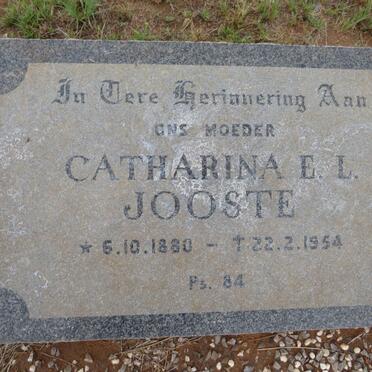 In Tere Herinnering Aan
ONS MOEDER
CATHARINA E. L.
JOOSTE
* 6.10.1880 - † 22.2.1954
Ps. 84